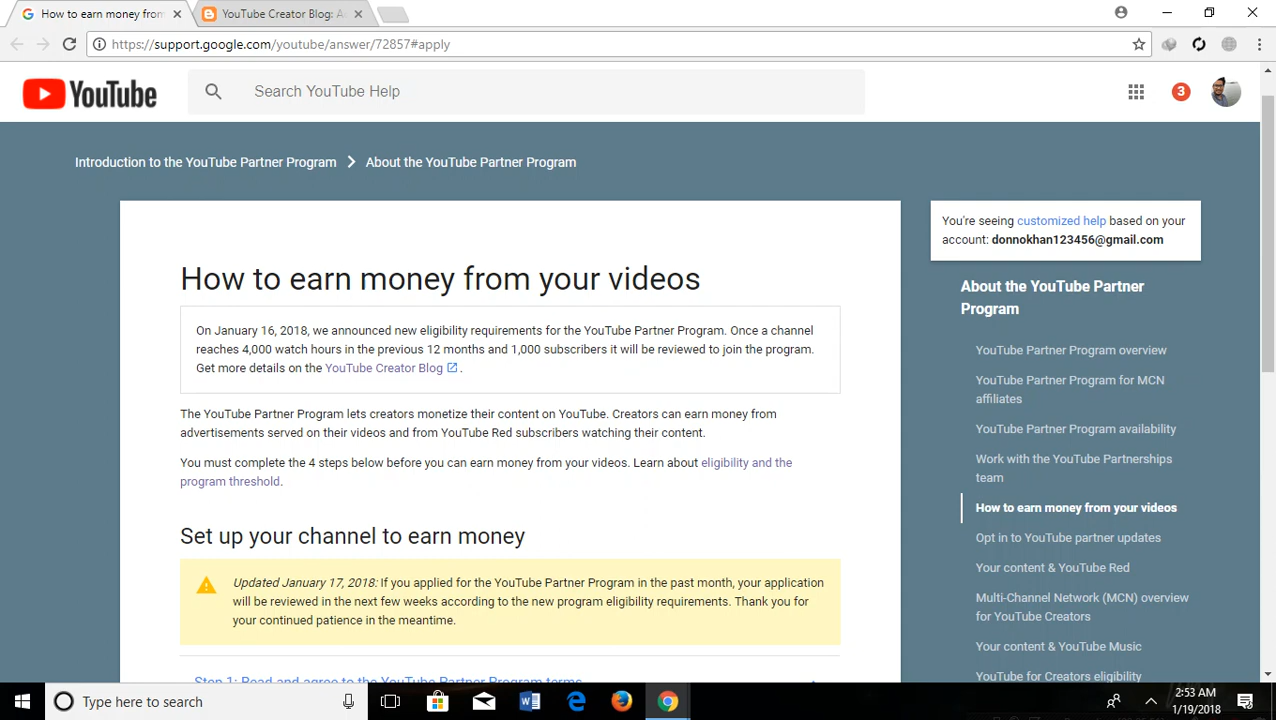 How to earn money from
YouTube Creator Blog: A
https://support.google.com/youtube/answer/72857#apply
YouTube
Search YouTube Help
3
Introduction to the YouTube Partner Program
About the YouTube Partner Program
How to earn money from your videos
On January 16, 2018, we announced new eligibility requirements for the YouTube Partner Program. Once a channel
reaches 4,000 watch hours in the previous 12 months and 1,000 subscribers it will be reviewed to join the program.
Get more details on the YouTube Creator Blog .
The YouTube Partner Program lets creators monetize their content on YouTube. Creators can earn money from
advertisements served on their videos and from YouTube Red subscribers watching their content.
You must complete the 4 steps below before you can earn money from your videos. Learn about eligibility and the
program threshold.
Set up your channel to earn money
Updated January 17, 2018: If you applied for the YouTube Partner Program in the past month, your application
will be reviewed in the next few weeks according to the new program eligibility requirements. Thank you for
your continued patience in the meantime.
Step 1: Read and agree to the YouTube Partner Program terms
You're seeing customized help based on your
account: donnokhan123456@gmail.com
About the YouTube Partner
Program
YouTube Partner Program overview
YouTube Partner Program for MCN
affiliates
YouTube Partner Program availability
Work with the YouTube Partnerships
team
How to earn money from your videos
Opt in to YouTube partner updates
Your content & YouTube Red
Multi-Channel Network (MCN) overview
for YouTube Creators
Your content & YouTube Music
YouTube for Creators eligibility
Type here to search
2:53 AM
1/19/2018